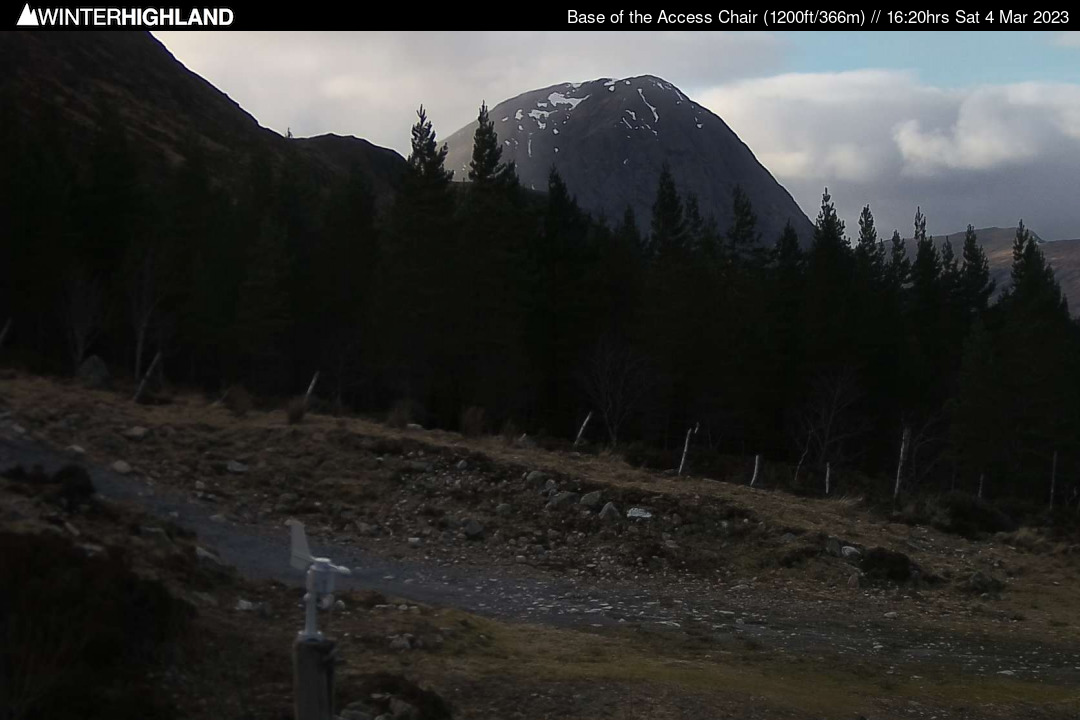 WINTERHIGHLAND
Base of the Access Chair (1200ft/366m) // 16:20hrs Sat 4 Mar 2023